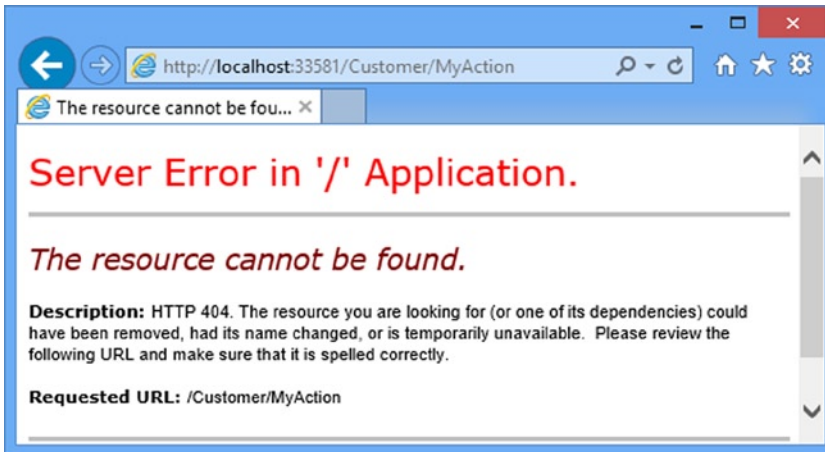 http://localhost:33581/Customer/MyAction
The resource cannot be fou...
Server Error in '/' Application.
The resource cannot be found.
Description: HTTP 404. The resource you are looking for (or one of its dependencies) could
have been removed, had its name changed, or is temporarily unavailable.  Please review the
following URL and make sure that it is spelled correctly.
Requested URL: /Customer/MyAction